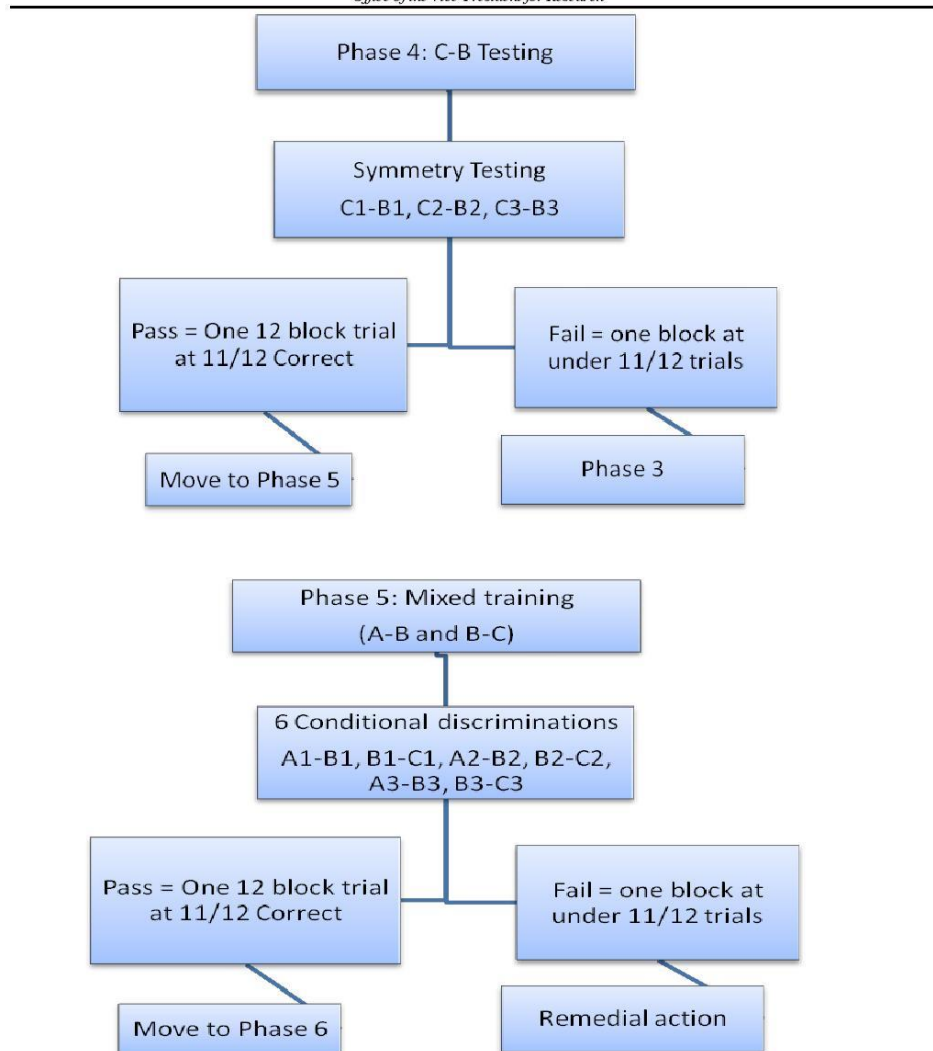 Phase 4: C-B Testing
Symmetry Testing
C1-B1, C2-B2, C3-B3
Pass = One 12 block trial
at 11/12 Correct
Fail = one block at
under 11/12 trials
Move to Phase 5
Phase 3
Phase 5: Mixed training
(A-B and B-C)
6 Conditional discriminations
A1-B1, B1-C1, A2-B2, B2-C2,
A3-B3, B3-C3
Pass = One 12 block trial
at 11/12 Correct
Fail = one block at
under 11/12 trials
Move to Phase 6
Remedial action